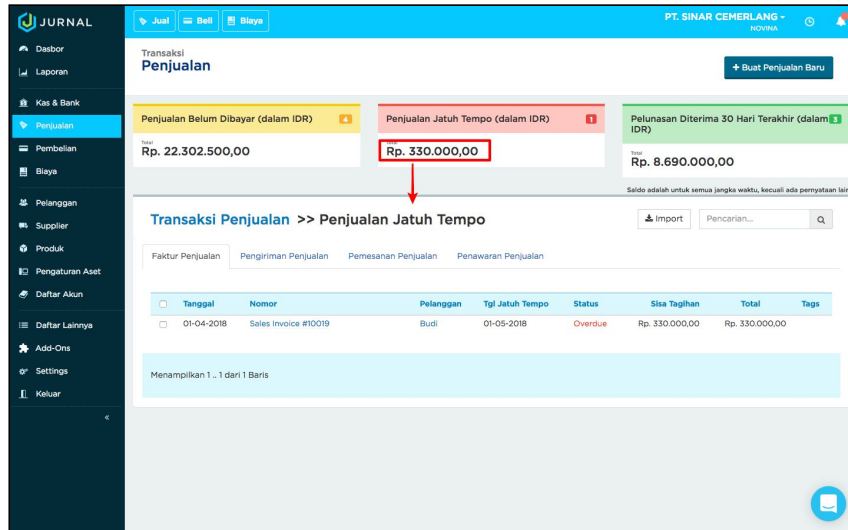 JURNAL
Jual
Beli
Biaya
PT. SINAR CEMERLANG
NOVINA
Dasbor
Laporan
Kas & Bank
Penjualan
Pembelian
Biaya
Pelanggan
Supplier
Produk
Pengaturan Aset
Daftar Akun
Daftar Lainnya
Add-Ons
Settings
Keluar
«
Transaksi
Penjualan
+ Buat Penjualan Baru
Penjualan Belum Dibayar (dalam IDR)
4
Total
Rp. 22.302.500,00
Penjualan Jatuh Tempo (dalam IDR)
1
Total
Rp. 330.000,00
Pelunasan Diterima 30 Hari Terakhir (dalam
IDR)
3
Total
Rp. 8.690.000,00
Saldo adalah untuk semua jangka waktu, kecuali ada pernyataan lain
Transaksi Penjualan >> Penjualan Jatuh Tempo
Import
Pencarian...
Faktur Penjualan
Pengiriman Penjualan
Pemesanan Penjualan
Penawaran Penjualan
Tanggal Nomor Pelanggan Tgl Jatuh Tempo Status Sisa Tagihan Total Tags
01-04-2018 Sales Invoice #10019 Budi 01-05-2018 Overdue Rp. 330.000,00 Rp. 330.000,00
Menampilkan 1 .. 1 dari 1 Baris